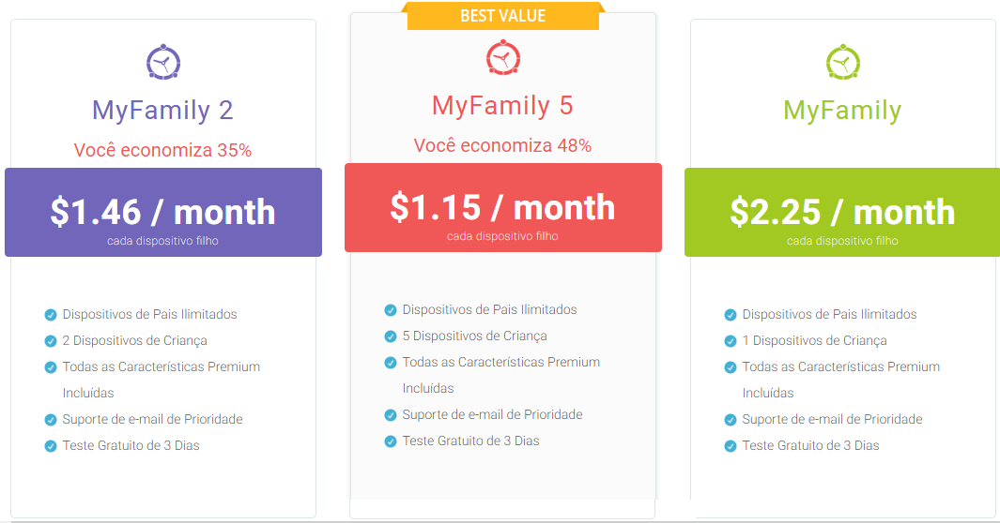 MyFamily 2
Você economiza 35%
$1.46 / month
cada dispositivo filho
Dispositivos de Pais Ilimitados
2 Dispositivos de Criança
Todas as Características Premium
Incluídas
Suporte de e-mail de Prioridade
Teste Gratuito de 3 Dias
BEST VALUE
MyFamily 5
Você economiza 48%
$1.15 / month
cada dispositivo filho
Dispositivos de Pais Ilimitados
5 Dispositivos de Criança
Todas as Características Premium
Incluídas
Suporte de e-mail de Prioridade
Teste Gratuito de 3 Dias
MyFamily
$2.25 / month
cada dispositivo filho
Dispositivos de Pais Ilimitados
1 Dispositivos de Criança
Todas as Características Premium
Incluídas
Suporte de e-mail de Prioridade
Teste Gratuito de 3 Dias